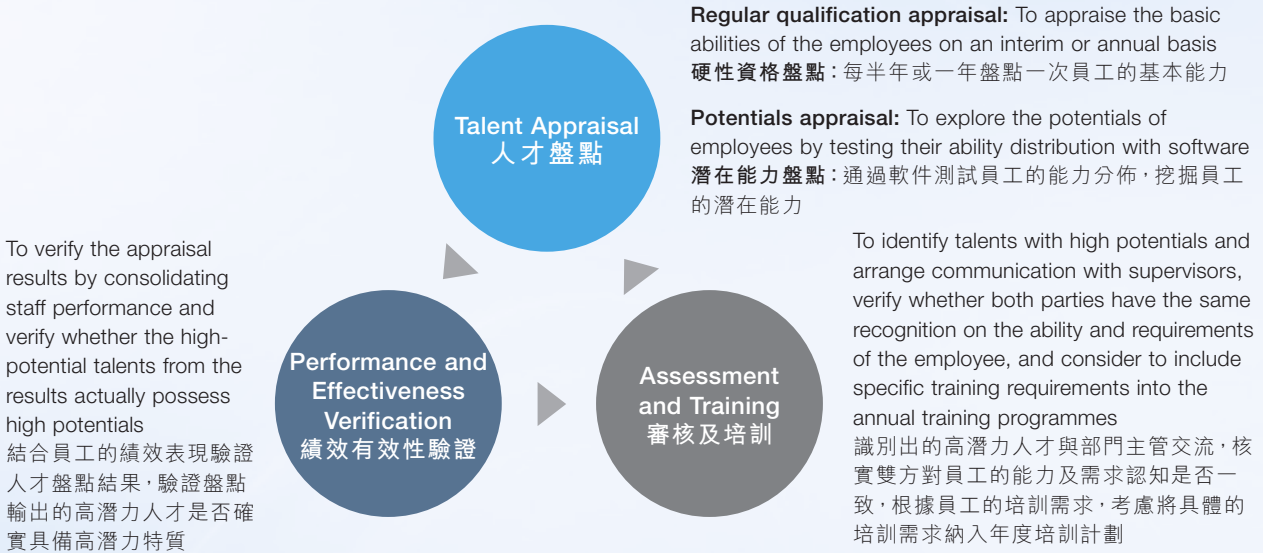 Regular qualification appraisal: To appraise the basic
abilities of the employees on an interim or annual basis
硬性資格盤點：每半年或一年盤點一次員工的基本能力
Potentials appraisal: To explore the potentials of
employees by testing their ability distribution with software
潛在能力盤點：通過軟件測試員工的能力分佈，挖掘員工
的潛在能力
Talent Appraisal
人才盤點
To verify the appraisal
results by consolidating
staff performance and
verify whether the high-
potential talents from the
results actually possess
high potentials
結合員工的績效表現驗證
人才盤點結果，驗證盤點
輸出的高潛力人才是否確
實具備高潛力特質
Performance and
Effectiveness
Verification
績效有效性驗證
Assessment
and Training
審核及培訓
To identify talents with high potentials and
arrange communication with supervisors,
verify whether both parties have the same
recognition on the ability and requirements
of the employee, and consider to include
specific training requirements into the
annual training programmes
識別出的高潛力人才與部門主管交流，核
實雙方對員工的能力及需求認知是否一
致，根據員工的培訓需求，考慮將具體的
培訓需求納入年度培訓計劃